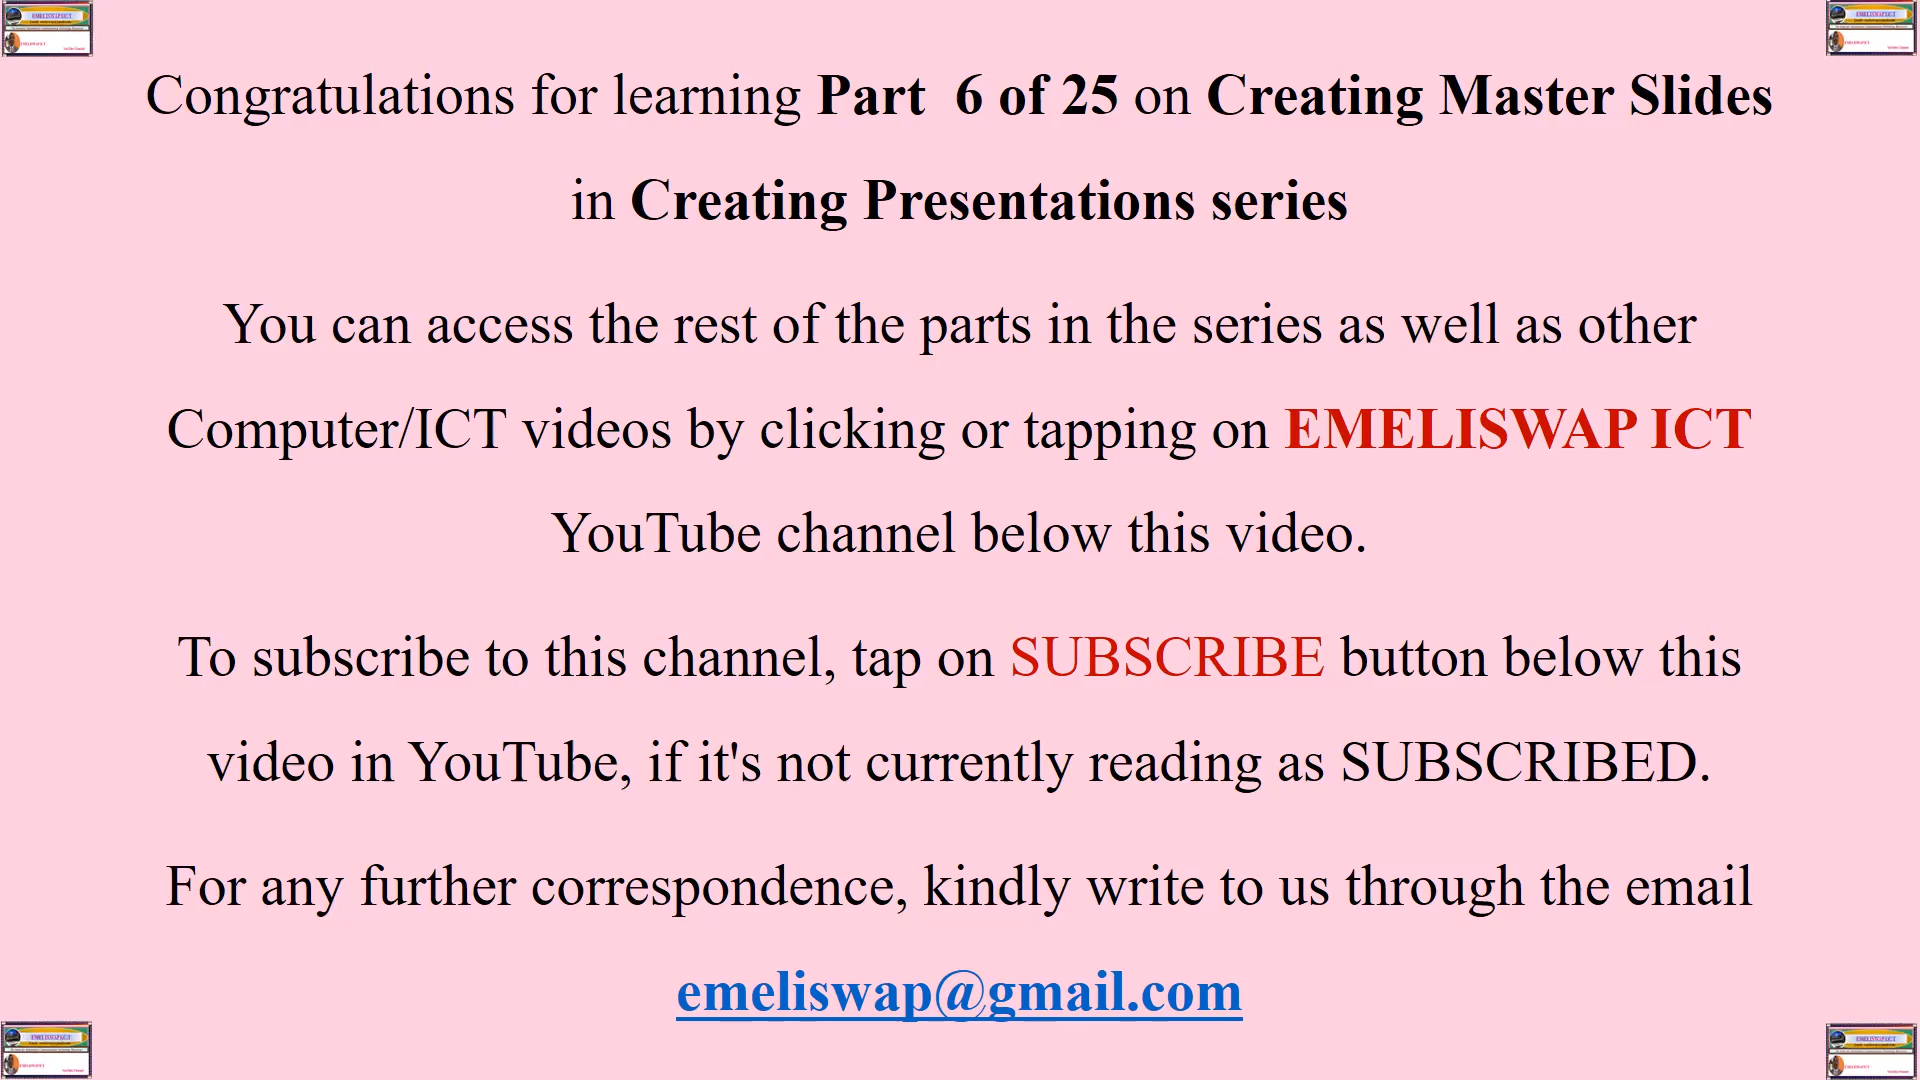 Congratulations for learning Part  6 of 25 on Creating Master Slides
in Creating Presentations series
You can access the rest of the parts in the series as well as other
Computer/ICT videos by clicking or tapping on EMELISWAP ICT
YouTube channel below this video.
To subscribe to this channel, tap on SUBSCRIBE button below this
video in YouTube, if it's not currently reading as SUBSCRIBED.
For any further correspondence, kindly write to us through the email
emeliswap@gmail.com